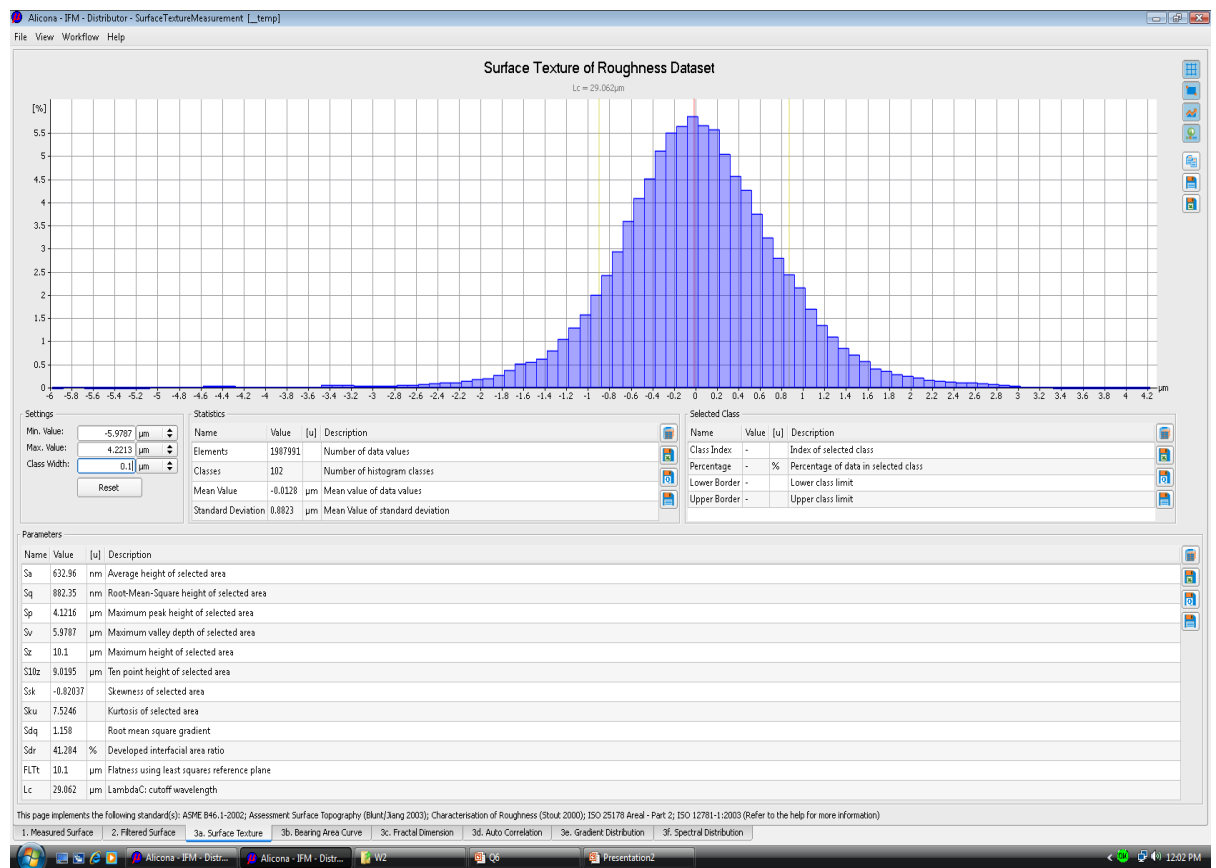 Alicona - IFM - Distributor - SurfaceTextureMeasurement [__temp]
File View Workflow Help
Surface Texture of Roughness Dataset
Lc = 29.062µm
[%]
5.5
5
4.5
4
3.5
3
2.5
2
1.5
1
0.5
0
-6 -5.8 -5.6 -5.4 -5.2 -5 -4.8 -4.6 -4.4 -4.2 -4 -3.8 -3.6 -3.4 -3.2 -3 -2.8 -2.6 -2.4 -2.2 -2 -1.8 -1.6 -1.4 -1.2 -1 -0.8 -0.6 -0.4 -0.2 0 0.2 0.4 0.6 0.8 1 1.2 1.4 1.6 1.8 2 2.2 2.4 2.6 2.8 3 3.2 3.4 3.6 3.8 4 4.2 µm
Settings
Min. Value: -5.9787 µm
Max. Value: 4.2213 µm
Class Width: 0.1 µm
Reset
Statistics
Name Value [u] Description
Elements 1987991 Number of data values
Classes 102 Number of histogram classes
Mean Value -0.0128 µm Mean value of data values
Standard Deviation 0.8823 µm Mean Value of standard deviation
Selected Class
Name Value [u] Description
Class Index - Index of selected class
Percentage - % Percentage of data in selected class
Lower Border - Lower class limit
Upper Border - Upper class limit
Parameters
Name Value [u] Description
Sa 632.96 nm Average height of selected area
Sq 882.35 nm Root-Mean-Square height of selected area
Sp 4.1216 µm Maximum peak height of selected area
Sv 5.9787 µm Maximum valley depth of selected area
Sz 10.1 µm Maximum height of selected area
S10z 9.0195 µm Ten point height of selected area
Ssk -0.82037 Skewness of selected area
Sku 7.5246 Kurtosis of selected area
Sdq 1.158 Root mean square gradient
Sdr 41.284 % Developed interfacial area ratio
FLTt 10.1 µm Flatness using least squares reference plane
Lc 29.062 µm LambdaC: cutoff wavelength
This page implements the following standard(s): ASME B46.1-2002; Assessment Surface Topography (Blunt/Jiang 2003); Characterisation of Roughness (Stout 2000); ISO 25178 Areal - Part 2; ISO 12781-1:2003 (Refer to the help for more information)
1. Measured Surface 2. Filtered Surface 3a. Surface Texture 3b. Bearing Area Curve 3c. Fractal Dimension 3d. Auto Correlation 3e. Gradient Distribution 3f. Spectral Distribution
Alicona - IFM - Distr... Alicona - IFM - Distr... W2 Q6 Presentation2 12:02 PM